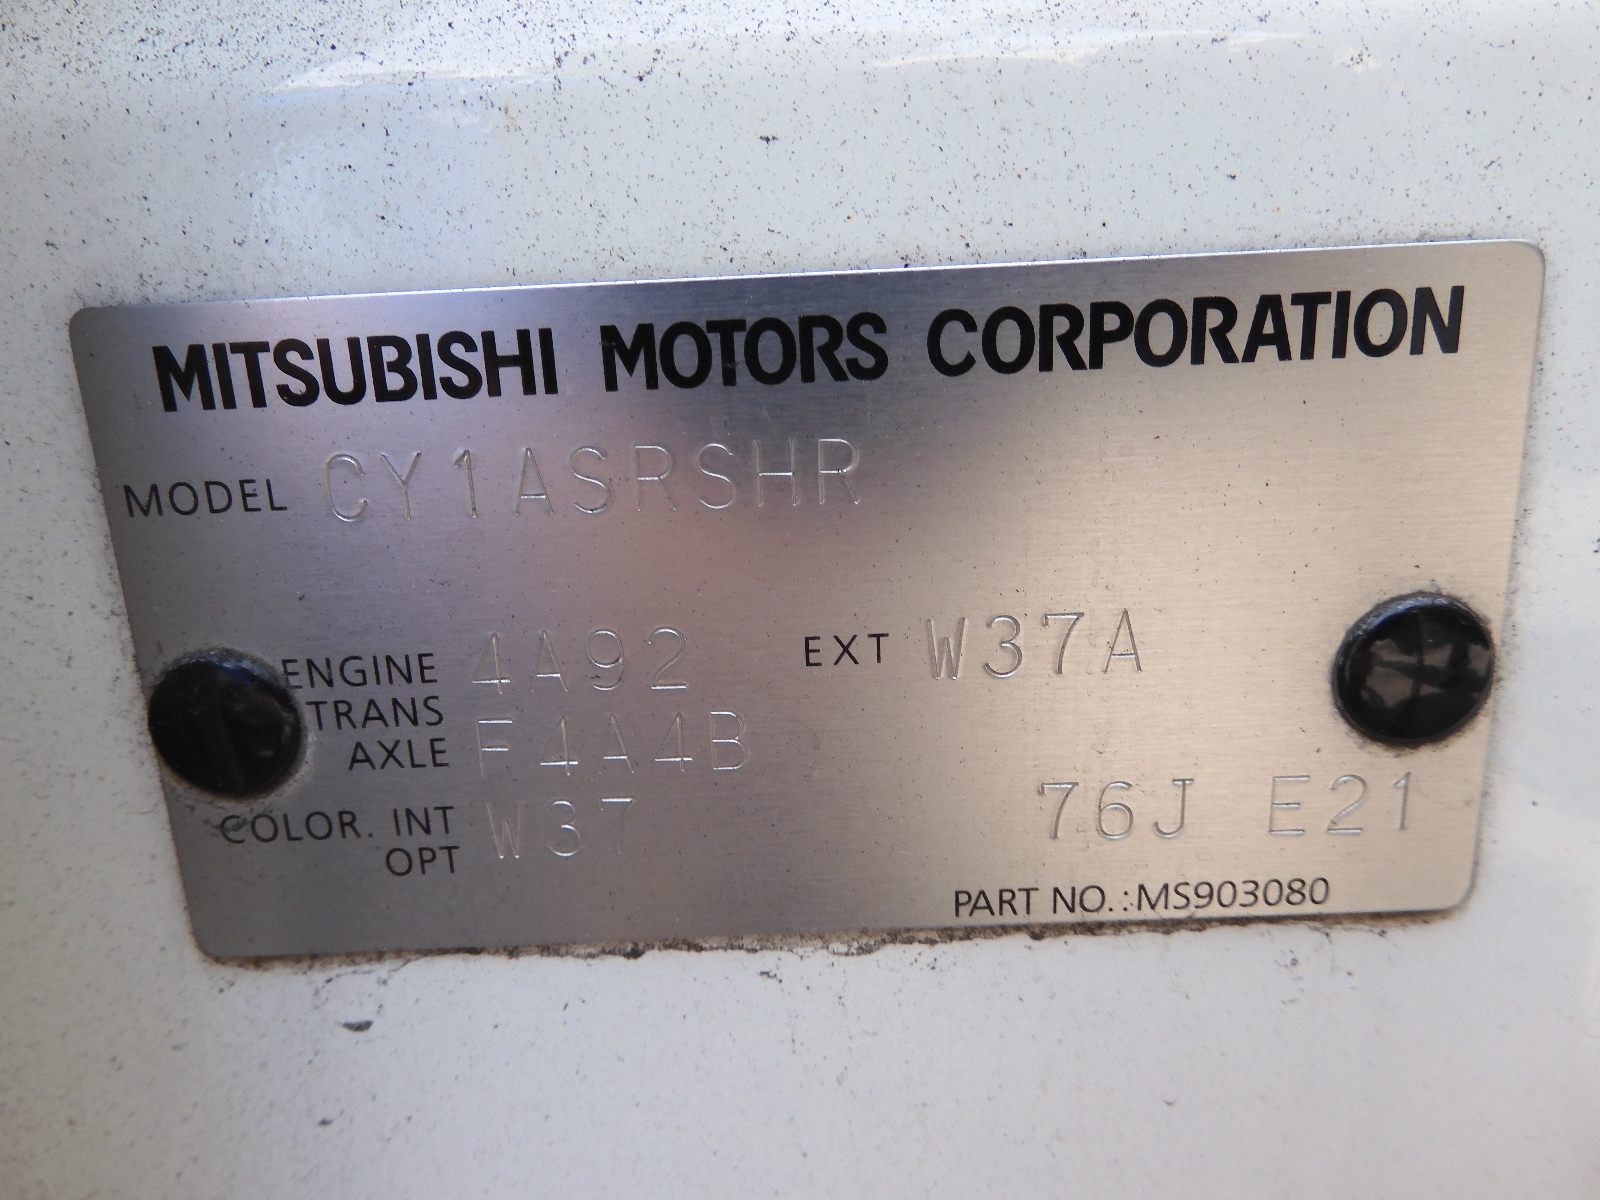 MITSUBISHI MOTORS CORPORATION
MODEL CY1ASRSHR
ENGINE 4A92 EXT W37A
TRANS
AXLE F4A4B
COLOR. INT W37 76J E21
OPT
PART NO.:MS903080